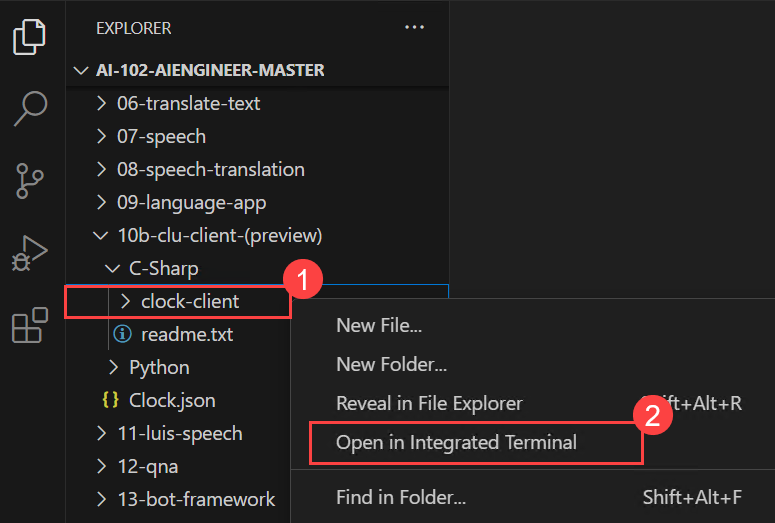 EXPLORER ...
AI-102-AIENGINEER-MASTER
06-translate-text
07-speech
08-speech-translation
09-language-app
10b-clu-client-(preview)
C-Sharp
1
clock-client
readme.txt
Python
{} Clock.json
11-luis-speech
12-qna
13-bot-framework
New File...
New Folder...
Reveal in File Explorer ift+Alt+R
2
Open in Integrated Terminal
Find in Folder... Shift+Alt+F